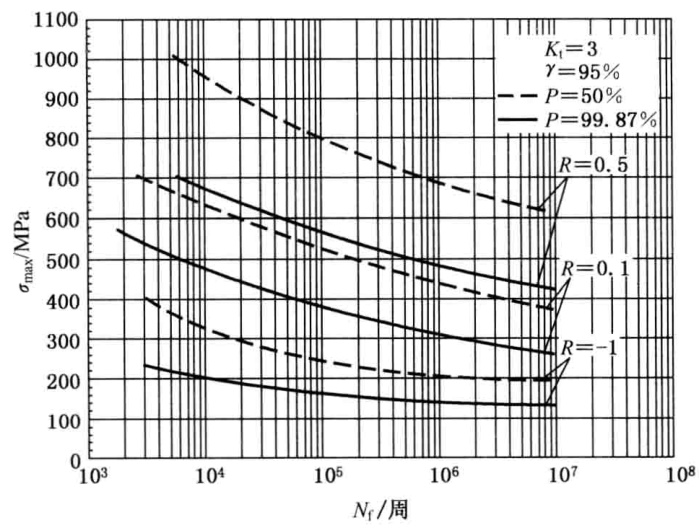 1100
1000
900
800
700
600
500
400
300
200
100
0
σmax/MPa
Kt=3
γ=95%
P=50%
P=99.87%
R=0.5
R=0.1
R=-1
10³ 10⁴ 10⁵ 10⁶ 10⁷ 10⁸
Nf/周